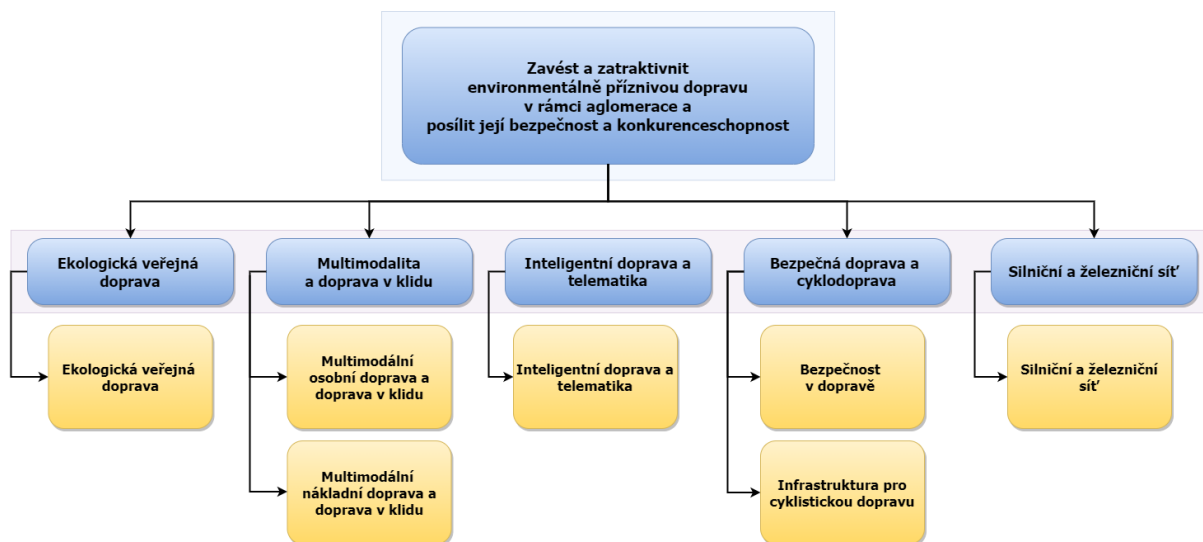 Zavést a zatraktivnit
environmentálně příznivou dopravu
v rámci aglomerace a
posílit její bezpečnost a konkurenceschopnost
Ekologická veřejná
doprava
Multimodalita
a doprava v klidu
Inteligentní doprava a
telematika
Bezpečná doprava a
cyklodoprava
Silniční a železniční síť
Ekologická veřejná
doprava
Multimodální
osobní doprava a
doprava v klidu
Inteligentní doprava a
telematika
Bezpečnost
v dopravě
Silniční a železniční
síť
Multimodální
nákladní doprava a
doprava v klidu
Infrastruktura pro
cyklistickou dopravu